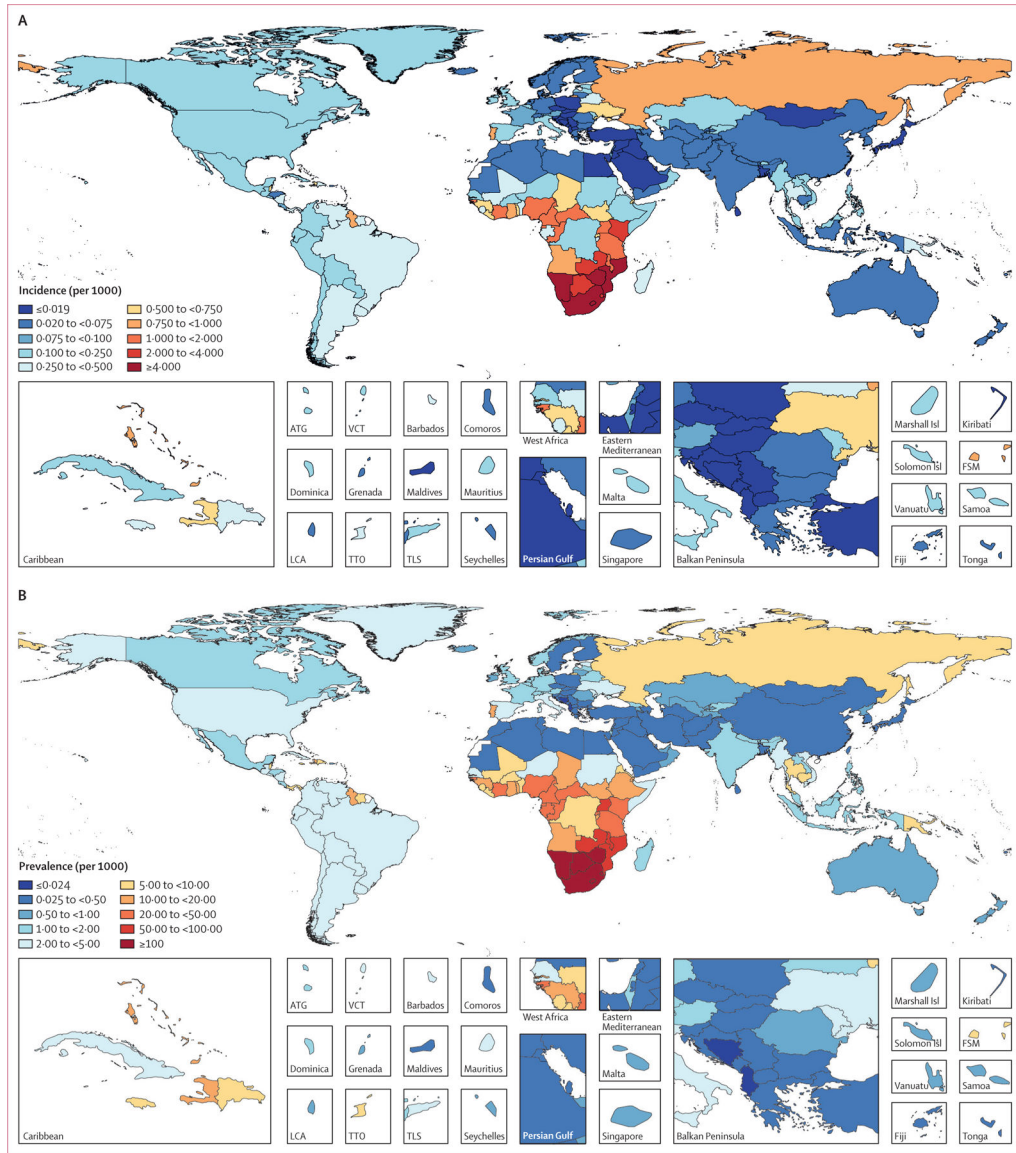 A
Incidence (per 1000)
≤0·019
0·020 to <0·075
0·075 to <0·100
0·100 to <0·250
0·250 to <0·500
0·500 to <0·750
0·750 to <1·000
1·000 to <2·000
2·000 to <4·000
≥4·000
Caribbean
ATG
VCT
Barbados
Comoros
Dominica
Grenada
Maldives
Mauritius
LCA
TTO
TLS
Seychelles
West Africa
Eastern
Mediterranean
Persian Gulf
Malta
Singapore
Balkan Peninsula
Marshall Isl
Kiribati
Solomon Isl
FSM
Vanuatu
Samoa
Fiji
Tonga
B
Prevalence (per 1000)
≤0·024
0·025 to <0·50
0·50 to <1·00
1·00 to <2·00
2·00 to <5·00
5·00 to <10·00
10·00 to <20·00
20·00 to <50·00
50·00 to <100·00
≥100
Caribbean
ATG
VCT
Barbados
Comoros
Dominica
Grenada
Maldives
Mauritius
LCA
TTO
TLS
Seychelles
West Africa
Eastern
Mediterranean
Persian Gulf
Malta
Singapore
Balkan Peninsula
Marshall Isl
Kiribati
Solomon Isl
FSM
Vanuatu
Samoa
Fiji
Tonga